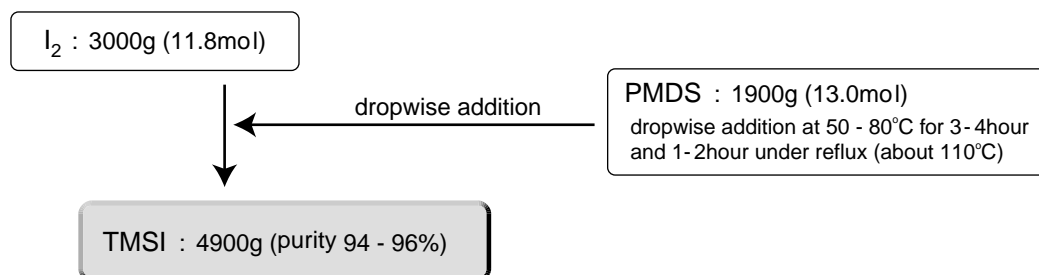 I₂ : 3000g (11.8mol)
dropwise addition
PMDS : 1900g (13.0mol)
dropwise addition at 50 - 80°C for 3- 4hour
and 1- 2hour under reflux (about 110°C)
TMSI : 4900g (purity 94 - 96%)